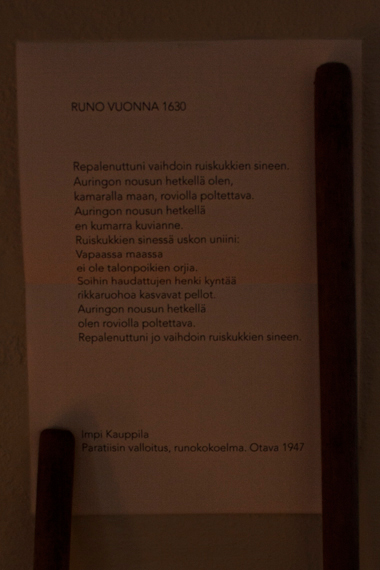 RUNO VUONNA 1630
Repalenuttuni vaihdoin ruiskukkien sineen.
Auringon nousun hetkellä olen,
kamaralla maan, roviolla poltettava.
Auringon nousun hetkellä
en kumarra kuvianne.
Ruiskukkien sinessä uskon uniini:
Vapaassa maassa
ei ole talonpoikien orjia.
Soihin haudattujen henki kyntää
rikkaruohoa kasvavat pellot.
Auringon nousun hetkellä
olen roviolla poltettava.
Repalenuttuni jo vaihdoin ruiskukkien sineen.
Impi Kauppila
Paratiisin valloitus, runokokoelma. Otava 1947